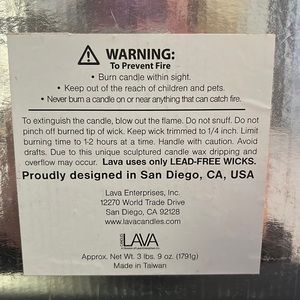 WARNING:
To Prevent Fire
• Burn candle within sight.
• Keep out of the reach of children and pets.
• Never burn a candle on or near anything that can catch fire.
To extinguish the candle, blow out the flame. Do not snuff. Do not
pinch off burned tip of wick. Keep wick trimmed to 1/4 inch. Limit
burning time to 1-2 hours at a time. Handle with caution. Avoid
drafts. Due to this unique sculptured candle wax dripping and
overflow may occur. Lava uses only LEAD-FREE WICKS.
Proudly designed in San Diego, CA, USA
Lava Enterprises, Inc.
12270 World Trade Drive
San Diego, CA 92128
www.lavacandles.com
LAVA
Approx. Net Wt. 3 lbs. 9 oz. (1791g)
Made in Taiwan